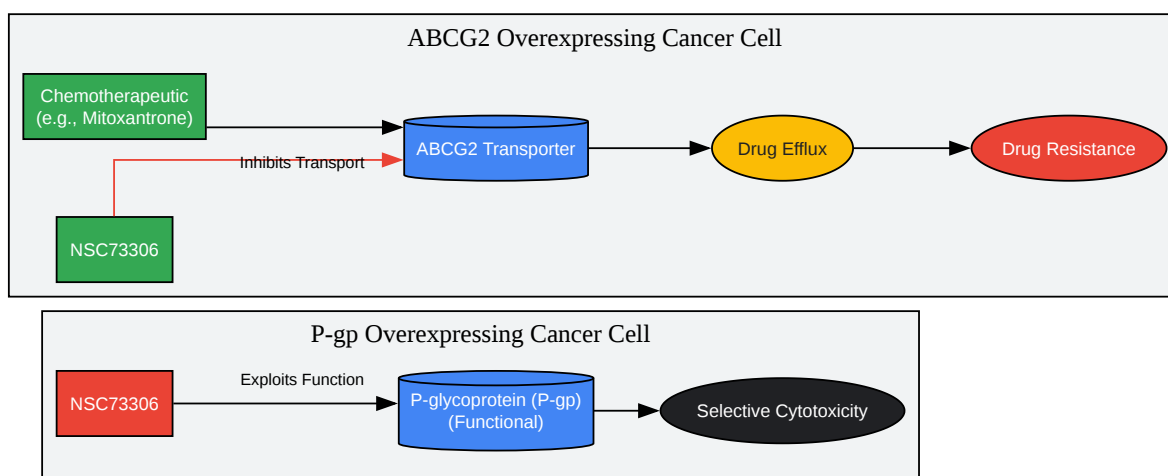 ABCG2 Overexpressing Cancer Cell
Chemotherapeutic
(e.g., Mitoxantrone)
ABCG2 Transporter
Drug Efflux
Drug Resistance
Inhibits Transport
NSC73306
P-gp Overexpressing Cancer Cell
NSC73306
Exploits Function
P-glycoprotein (P-gp)
(Functional)
Selective Cytotoxicity